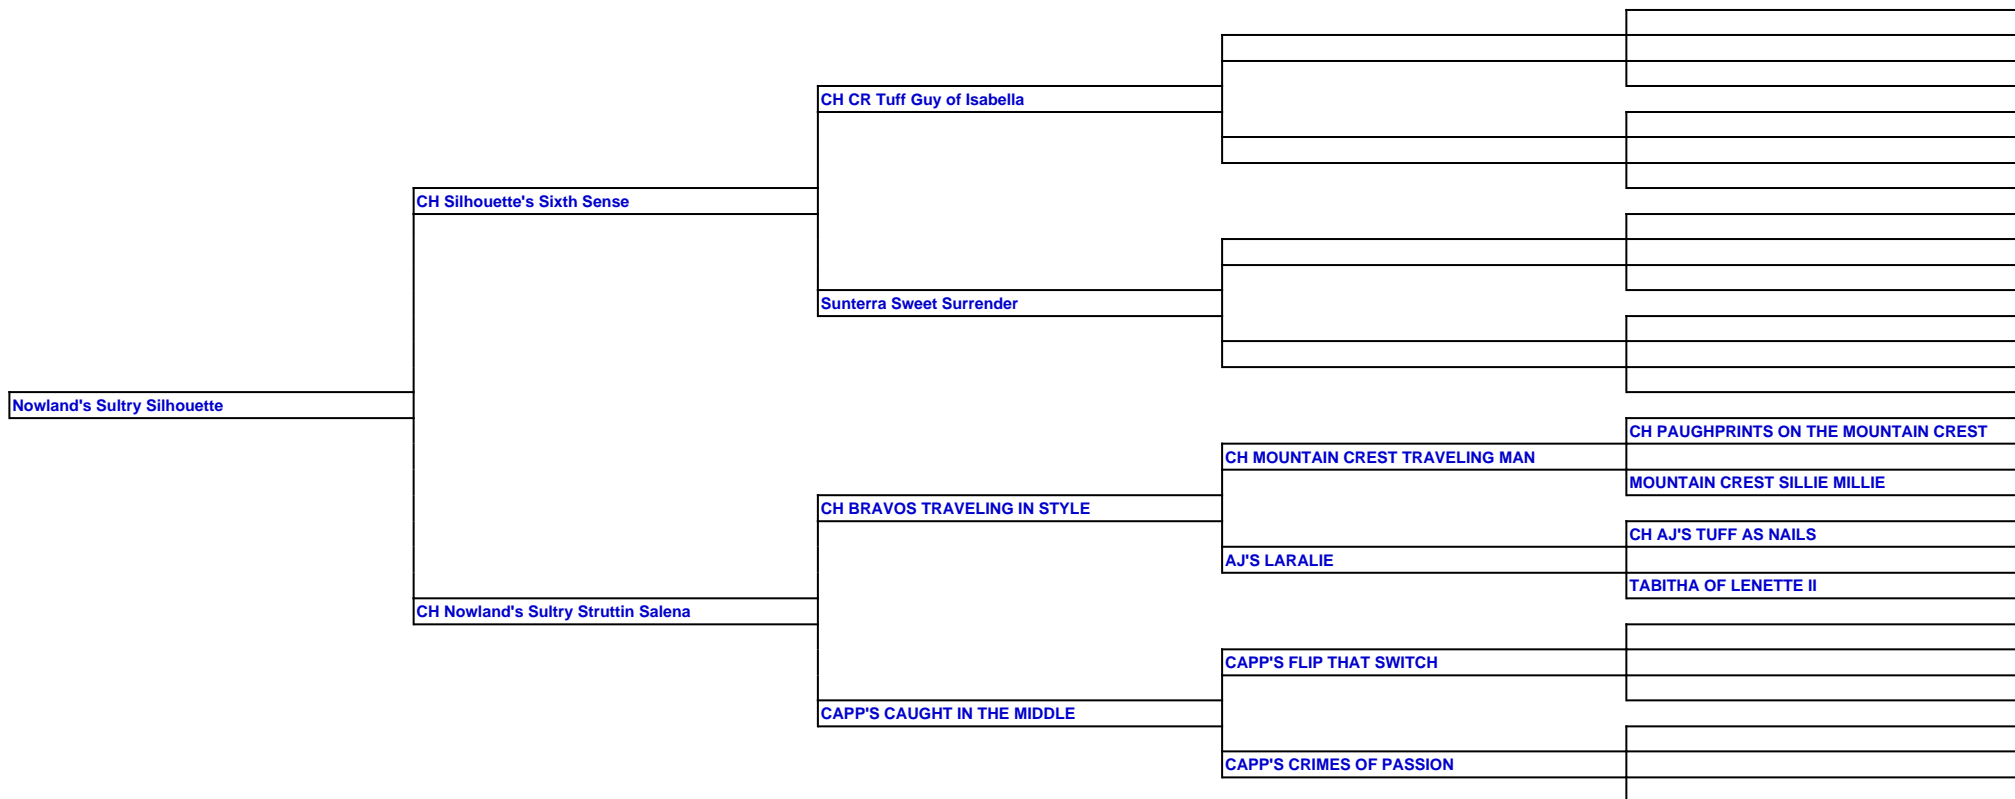 CH CR Tuff Guy of Isabella
CH Silhouette's Sixth Sense
Sunterra Sweet Surrender
Nowland's Sultry Silhouette
CH PAUGHPRINTS ON THE MOUNTAIN CREST
CH MOUNTAIN CREST TRAVELING MAN
MOUNTAIN CREST SILLIE MILLIE
CH BRAVOS TRAVELING IN STYLE
CH AJ'S TUFF AS NAILS
AJ'S LARALIE
TABITHA OF LENETTE II
CH Nowland's Sultry Struttin Salena
CAPP'S FLIP THAT SWITCH
CAPP'S CAUGHT IN THE MIDDLE
CAPP'S CRIMES OF PASSION